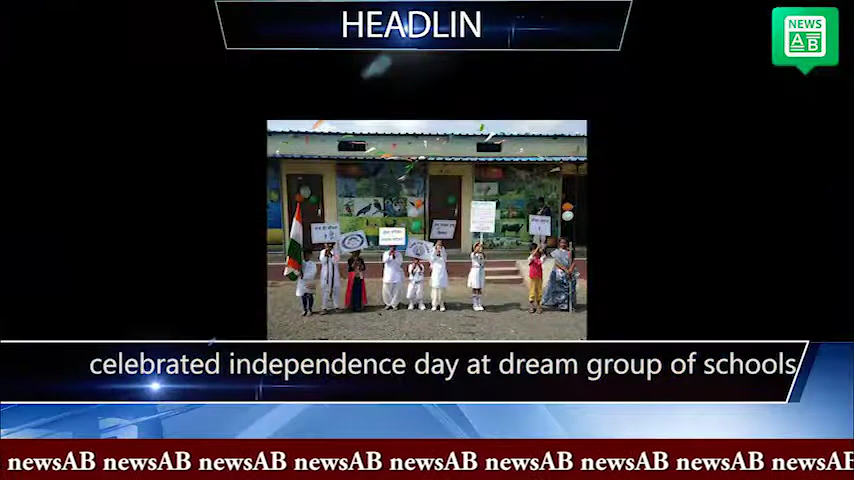 HEADLIN
NEWS
AB
celebrated independence day at dream group of schools
newsAB newsAB newsAB newsAB newsAB newsAB newsAB newsAB newsAB